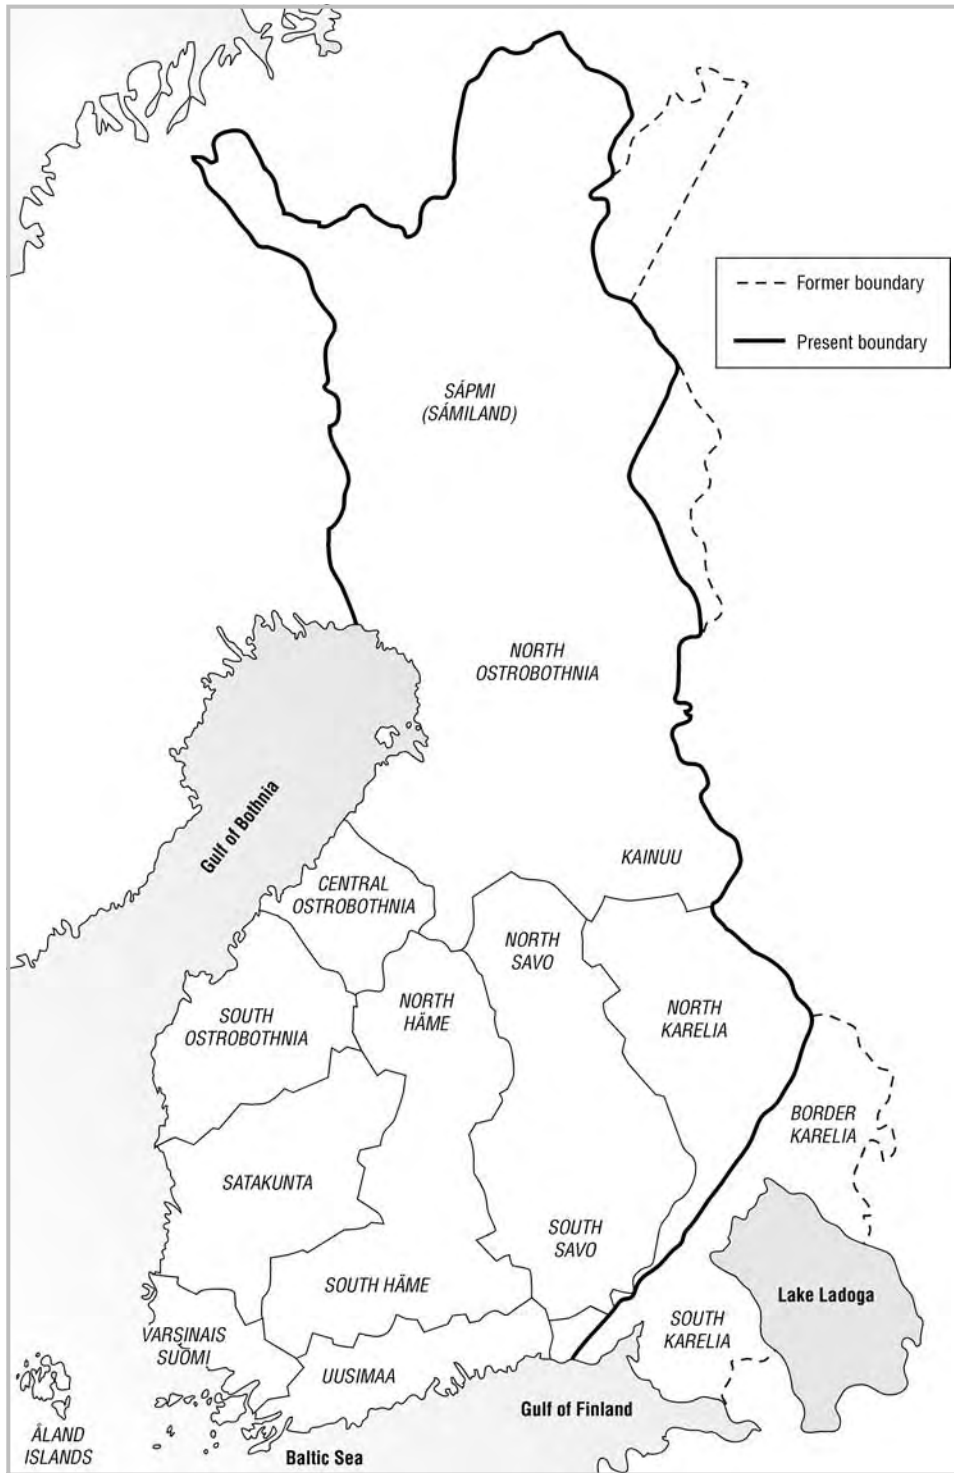 Former boundary
Present boundary
SÁPMI
(SÁMILAND)
NORTH
OSTROBOTHNIA
Gulf of Bothnia
KAINUU
CENTRAL
OSTROBOTHNIA
NORTH
SAVO
NORTH
HÄME
NORTH
KARELIA
SOUTH
OSTROBOTHNIA
BORDER
KARELIA
SATAKUNTA
SOUTH
SAVO
SOUTH HÄME
Lake Ladoga
SOUTH
KARELIA
VARSINAIS
SUOMI
UUSIMAA
Gulf of Finland
ÅLAND
ISLANDS
Baltic Sea